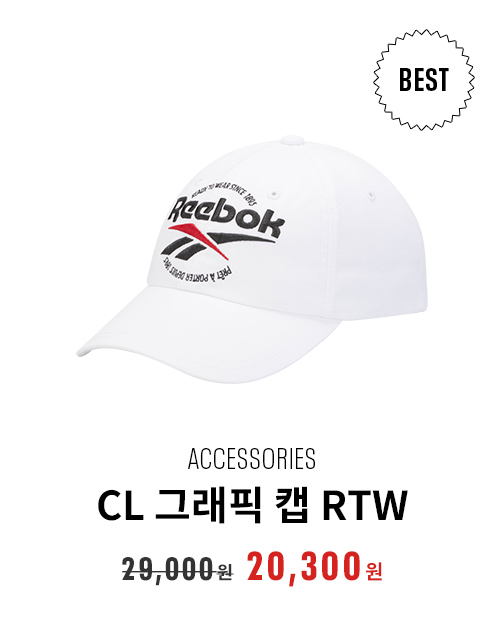 BEST
READY TO WEAR SINCE 1895
Reebok
PRÊT À PORTER DEPUIS 1895
ACCESSORIES
CL 그래픽 캡 RTW
29,000원 20,300원